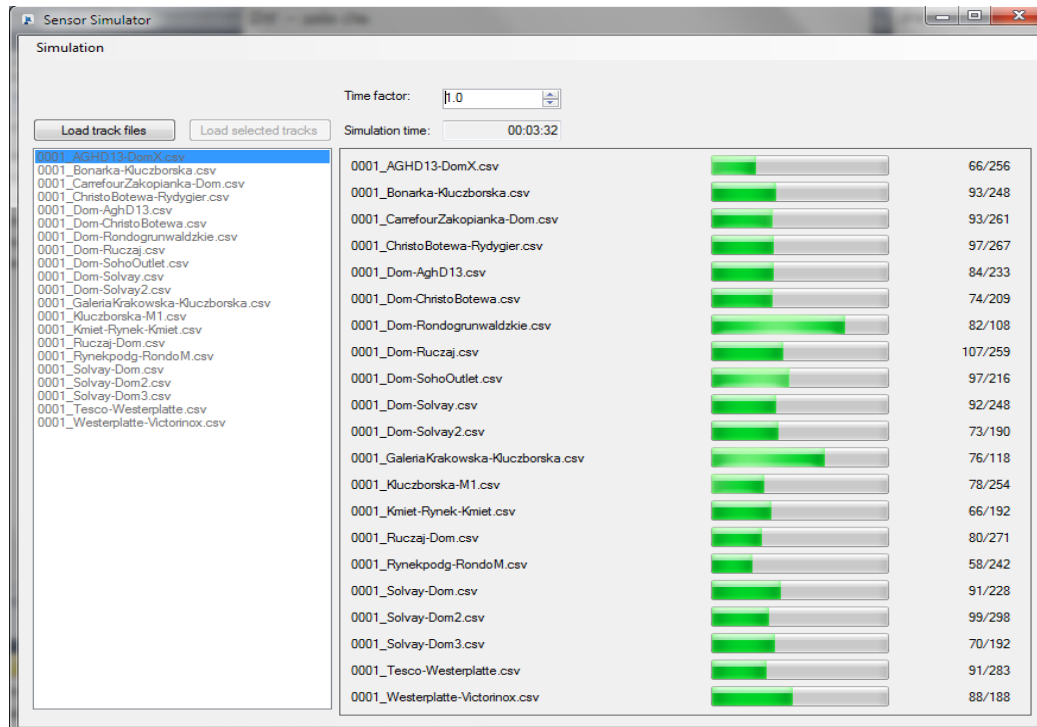 Sensor Simulator
Simulation
Time factor: 1.0
Load track files Load selected tracks Simulation time: 00:03:32
0001_AGHD13-DomX.csv
0001_Bonarka-Kluczborska.csv
0001_CarrefourZakopianka-Dom.csv
0001_ChristoBotewa-Rydygier.csv
0001_Dom-AghD13.csv
0001_Dom-ChristoBotewa.csv
0001_Dom-Rondogrunwaldzkie.csv
0001_Dom-Ruczaj.csv
0001_Dom-SohoOutlet.csv
0001_Dom-Solvay.csv
0001_Dom-Solvay2.csv
0001_GaleriaKrakowska-Kluczborska.csv
0001_Kluczborska-M1.csv
0001_Kmiet-Rynek-Kmiet.csv
0001_Ruczaj-Dom.csv
0001_Rynekpodg-RondoM.csv
0001_Solvay-Dom.csv
0001_Solvay-Dom2.csv
0001_Solvay-Dom3.csv
0001_Tesco-Westerplatte.csv
0001_Westerplatte-Victorinox.csv
0001_AGHD13-DomX.csv 66/256
0001_Bonarka-Kluczborska.csv 93/248
0001_CarrefourZakopianka-Dom.csv 93/261
0001_ChristoBotewa-Rydygier.csv 97/267
0001_Dom-AghD13.csv 84/233
0001_Dom-ChristoBotewa.csv 74/209
0001_Dom-Rondogrunwaldzkie.csv 82/108
0001_Dom-Ruczaj.csv 107/259
0001_Dom-SohoOutlet.csv 97/216
0001_Dom-Solvay.csv 92/248
0001_Dom-Solvay2.csv 73/190
0001_GaleriaKrakowska-Kluczborska.csv 76/118
0001_Kluczborska-M1.csv 78/254
0001_Kmiet-Rynek-Kmiet.csv 66/192
0001_Ruczaj-Dom.csv 80/271
0001_Rynekpodg-RondoM.csv 58/242
0001_Solvay-Dom.csv 91/228
0001_Solvay-Dom2.csv 99/298
0001_Solvay-Dom3.csv 70/192
0001_Tesco-Westerplatte.csv 91/283
0001_Westerplatte-Victorinox.csv 88/188